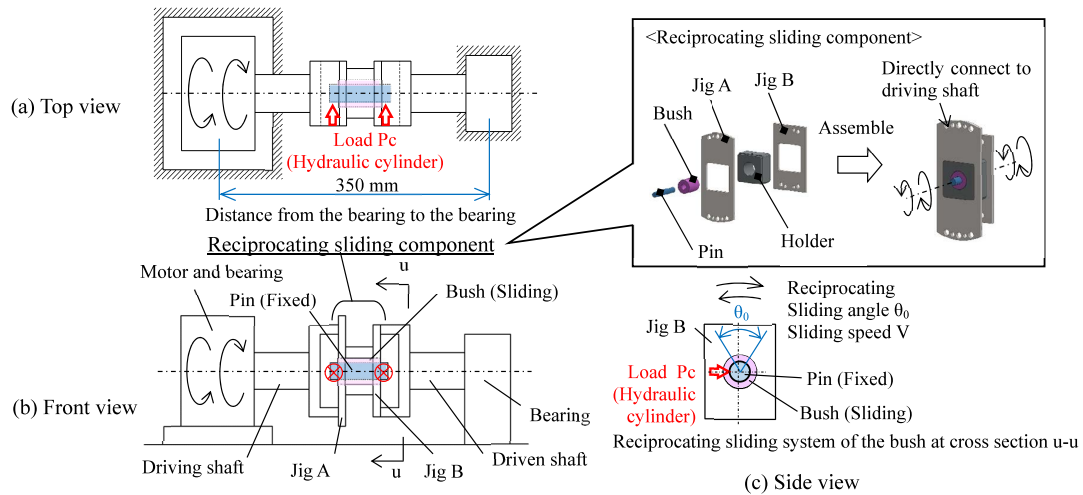 (a) Top view
Load Pc
(Hydraulic cylinder)
350 mm
Distance from the bearing to the bearing
<Reciprocating sliding component>
Jig A
Jig B
Bush
Pin
Holder
Assemble
Directly connect to
driving shaft
Reciprocating sliding component
Motor and bearing
Pin (Fixed)
u
Bush (Sliding)
(b) Front view
Driving shaft
Jig A
u
Jig B
Driven shaft
Bearing
Reciprocating
Sliding angle θ₀
Sliding speed V
θ₀
Jig B
Load Pc
(Hydraulic
cylinder)
Pin (Fixed)
Bush (Sliding)
Reciprocating sliding system of the bush at cross section u-u
(c) Side view